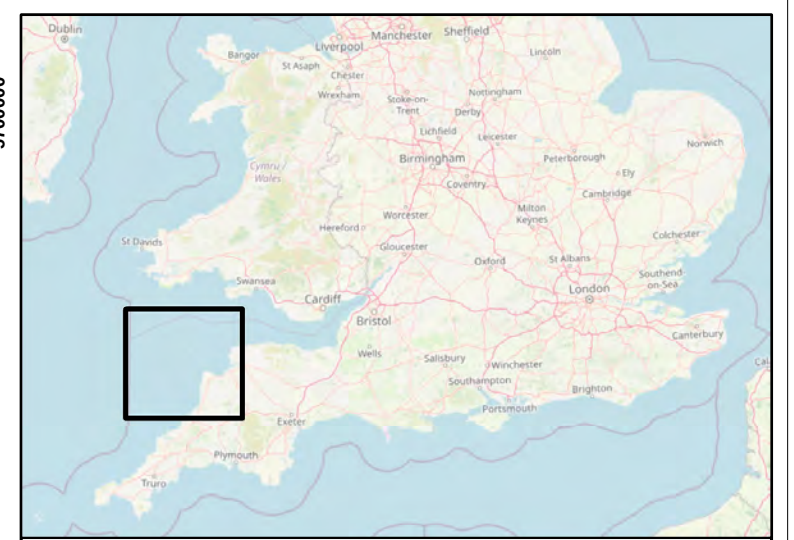 Dublin
Manchester
Sheffield
Liverpool
Bangor
St Asaph
Lincoln
Chester
Wrexham
Stoke-on-
Trent
Nottingham
Derby
Lichfield
Leicester
Norwich
Birmingham
Peterborough
Ely
Cymru /
Wales
Coventry
Cambridge
Worcester
Milton
Keynes
Hereford
Colchester
St Davids
Gloucester
Oxford
St Albans
Swansea
Southend
-on-Sea
Cardiff
London
Bristol
Canterbury
Wells
Salisbury
Winchester
Cal
Southampton
Brighton
Portsmouth
Exeter
Plymouth
Truro